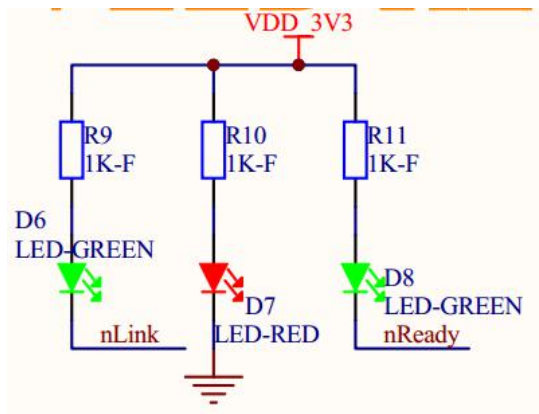 VDD_3V3
R9
1K-F
R10
1K-F
R11
1K-F
D6
LED-GREEN
D7
LED-RED
D8
LED-GREEN
nLink
nReady